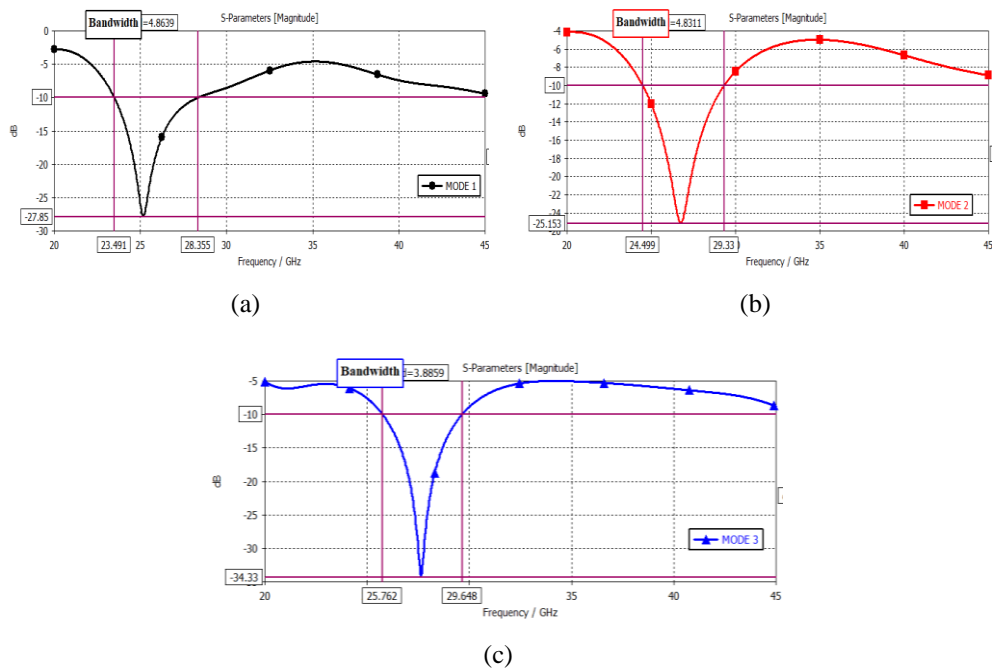 S-Parameters [Magnitude]
Bandwidth =4.8639
0
-5
-10
-15
-20
-25
-27.85
-30
dB
MODE 1
20 23.491 25 28.355 30 35 40 45
Frequency / GHz
(a)
S-Parameters [Magnitude]
Bandwidth =4.8311
-4
-6
-8
-10
-12
-14
-16
-18
-20
-22
-24
-25.153
dB
MODE 2
20 24.499 29.33 35 40 45
Frequency / GHz
(b)
S-Parameters [Magnitude]
Bandwidth =3.8859
-5
-10
-15
-20
-25
-30
-34.33
dB
MODE 3
20 25.762 29.648 35 40 45
Frequency / GHz
(c)